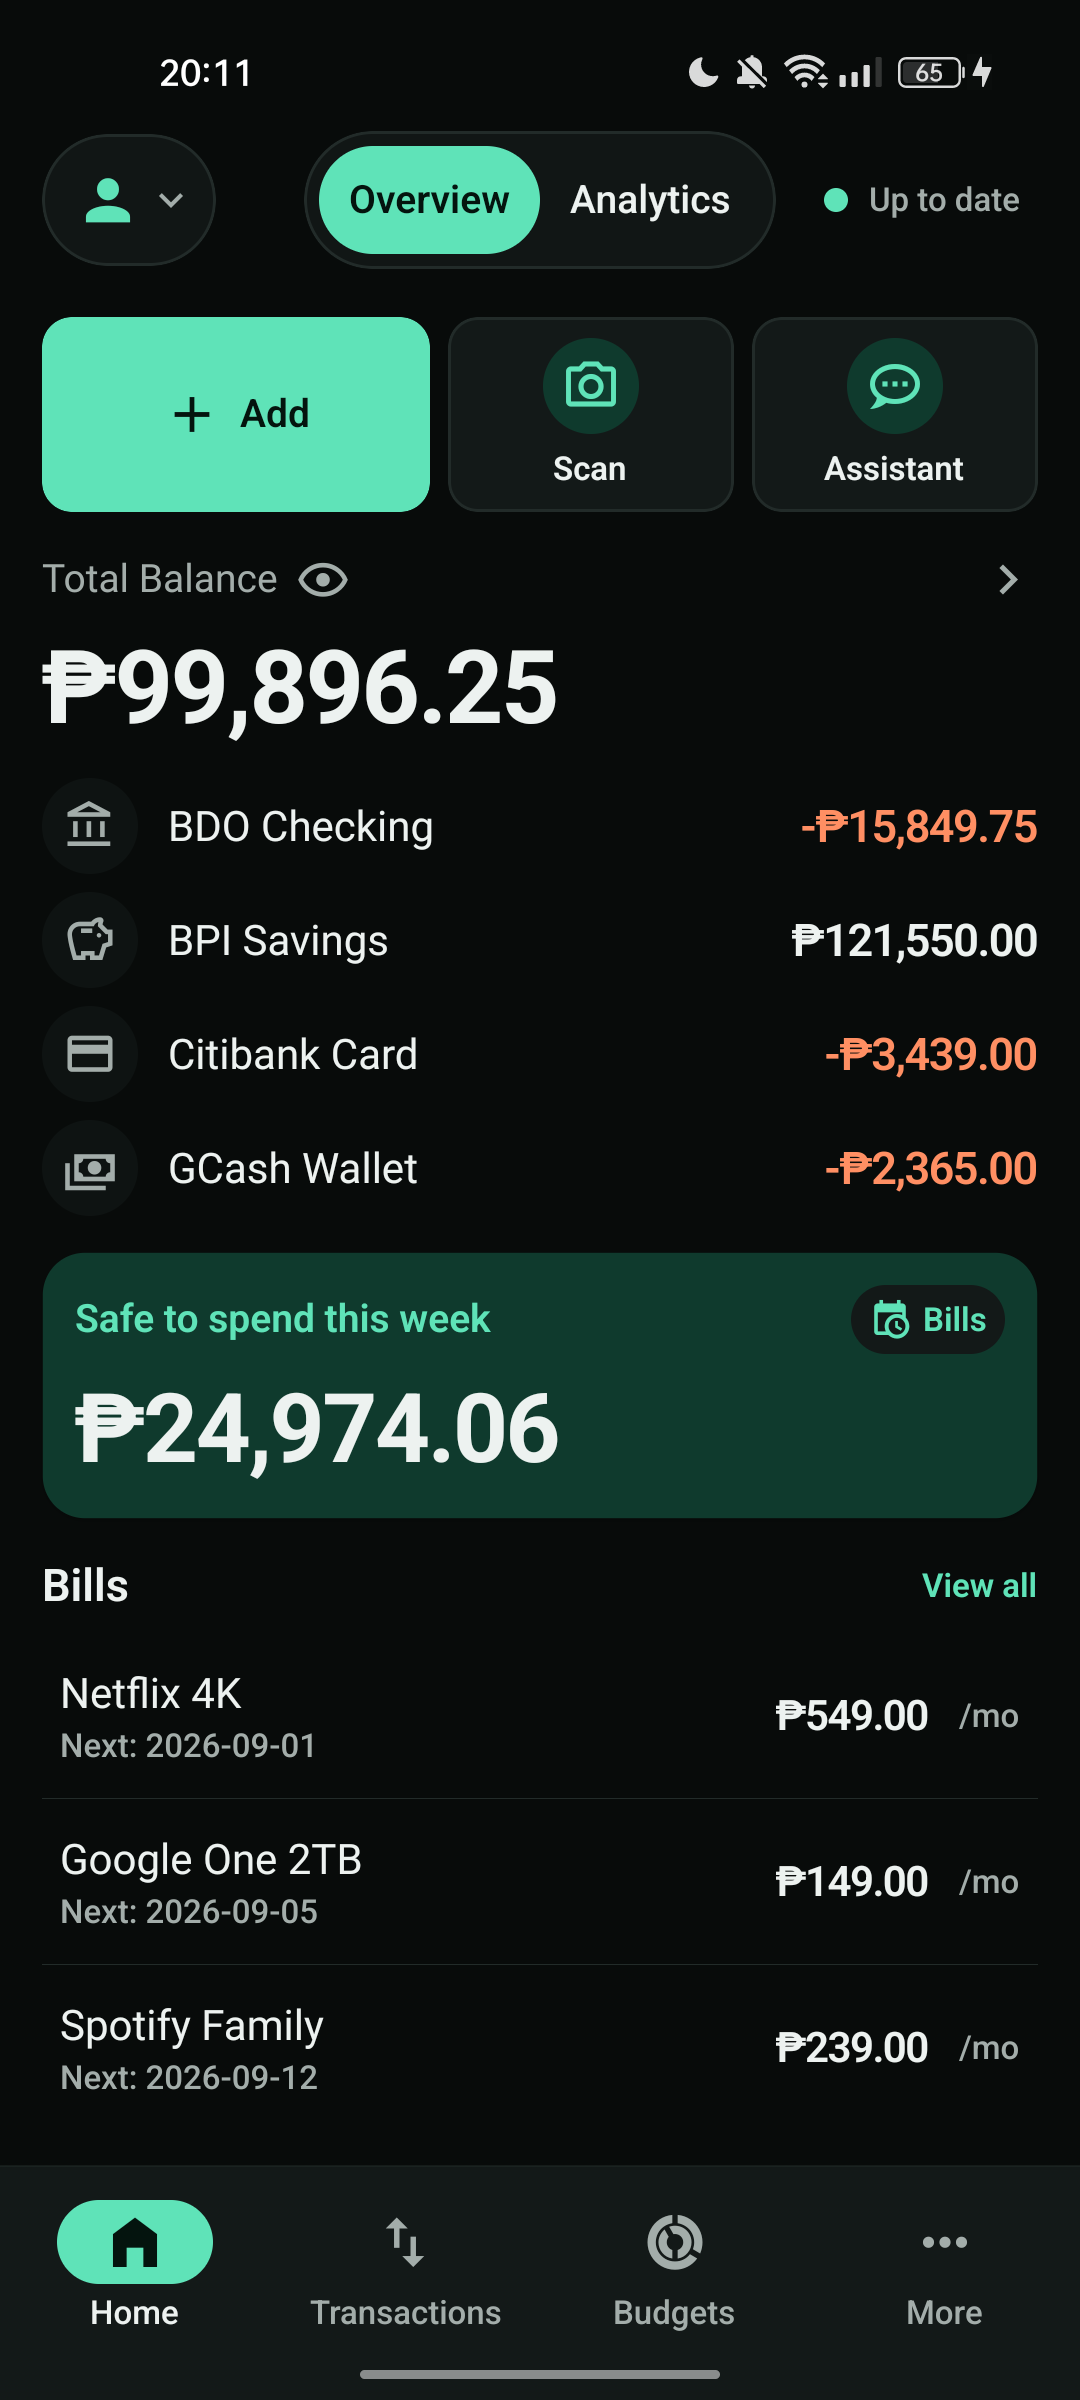 20:11
65
Overview
Analytics
Up to date
Add
Scan
Assistant
Total Balance
₱99,896.25
BDO Checking
-₱15,849.75
BPI Savings
₱121,550.00
Citibank Card
-₱3,439.00
GCash Wallet
-₱2,365.00
Safe to spend this week
Bills
₱24,974.06
Bills
View all
Netflix 4K
Next: 2026-09-01
₱549.00 /mo
Google One 2TB
Next: 2026-09-05
₱149.00 /mo
Spotify Family
Next: 2026-09-12
₱239.00 /mo
Home
Transactions
Budgets
More